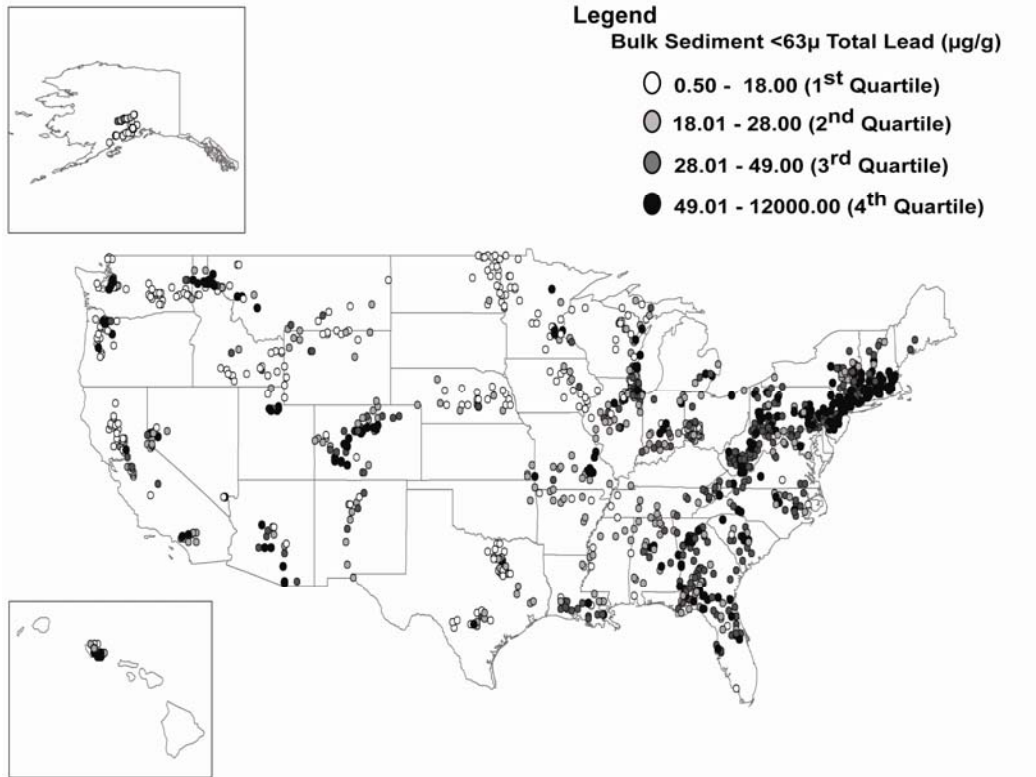 Legend
Bulk Sediment <63µ Total Lead (µg/g)
0.50 - 18.00 (1st Quartile)
18.01 - 28.00 (2nd Quartile)
28.01 - 49.00 (3rd Quartile)
49.01 - 12000.00 (4th Quartile)